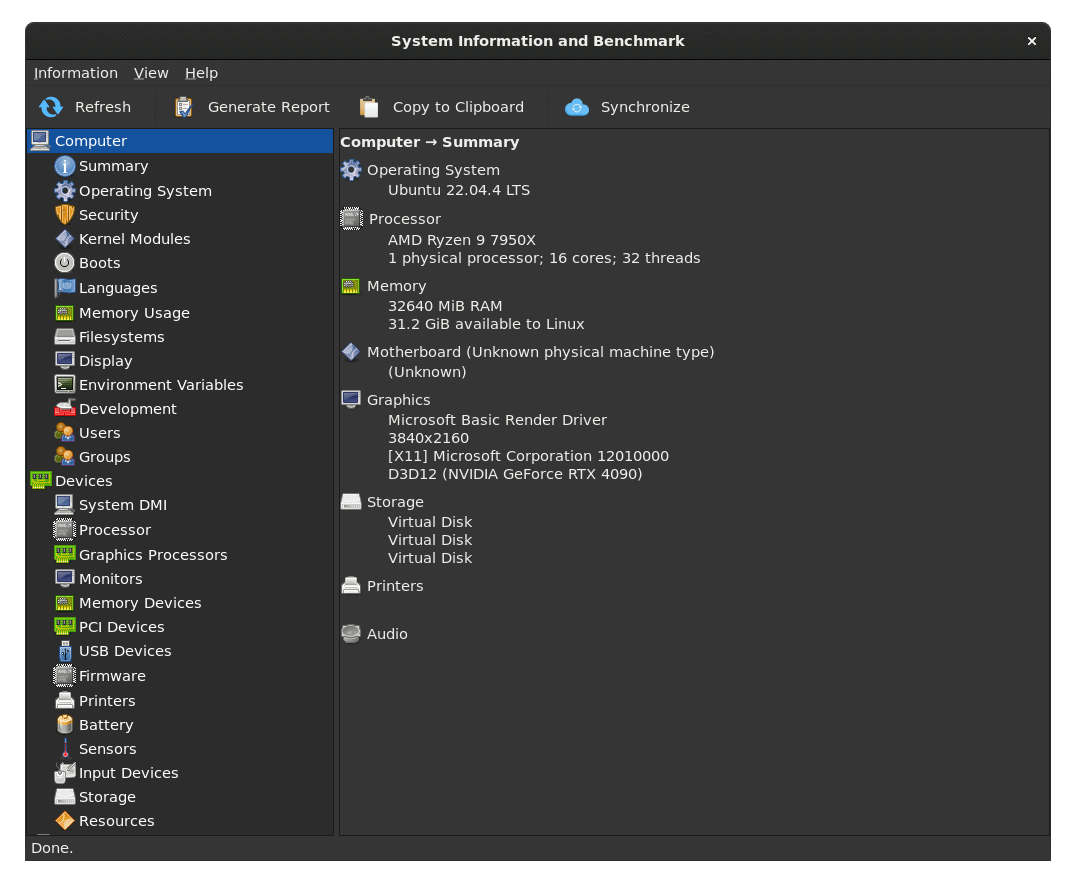 System Information and Benchmark ×
Information View Help
Refresh Generate Report Copy to Clipboard Synchronize
Computer
Summary
Operating System
Security
Kernel Modules
Boots
Languages
Memory Usage
Filesystems
Display
Environment Variables
Development
Users
Groups
Devices
System DMI
Processor
Graphics Processors
Monitors
Memory Devices
PCI Devices
USB Devices
Firmware
Printers
Battery
Sensors
Input Devices
Storage
Resources
Computer → Summary
Operating System
Ubuntu 22.04.4 LTS
Processor
AMD Ryzen 9 7950X
1 physical processor; 16 cores; 32 threads
Memory
32640 MiB RAM
31.2 GiB available to Linux
Motherboard (Unknown physical machine type)
(Unknown)
Graphics
Microsoft Basic Render Driver
3840x2160
[X11] Microsoft Corporation 12010000
D3D12 (NVIDIA GeForce RTX 4090)
Storage
Virtual Disk
Virtual Disk
Virtual Disk
Printers
Audio
Done.